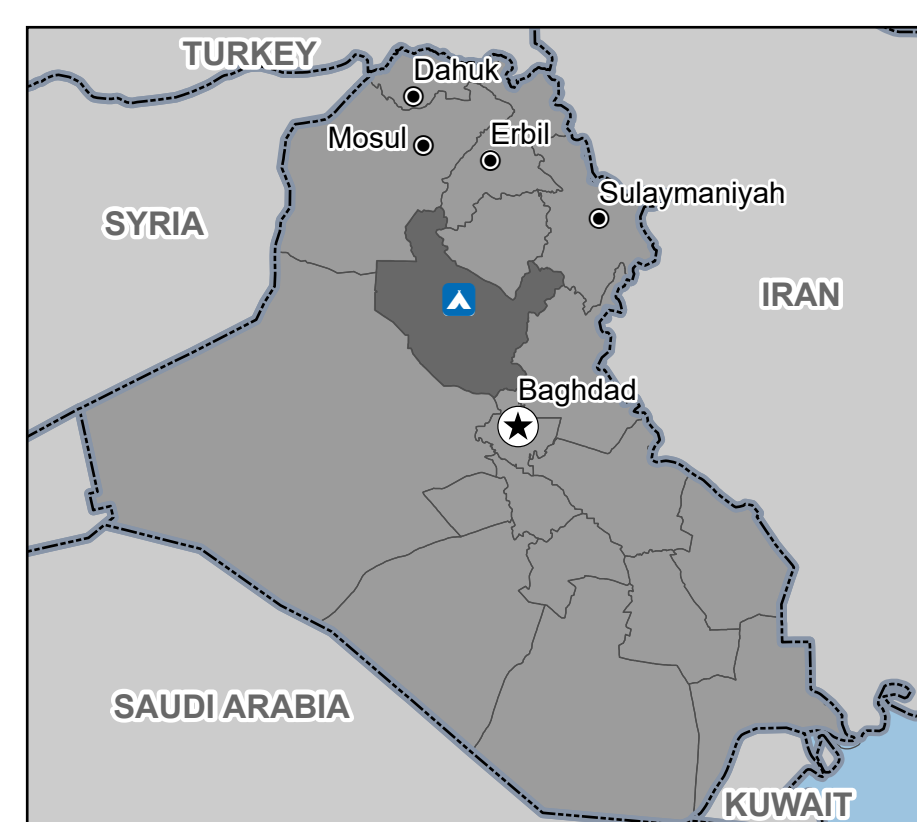 TURKEY
Dahuk
Mosul
Erbil
Sulaymaniyah
SYRIA
IRAN
Baghdad
SAUDI ARABIA
KUWAIT